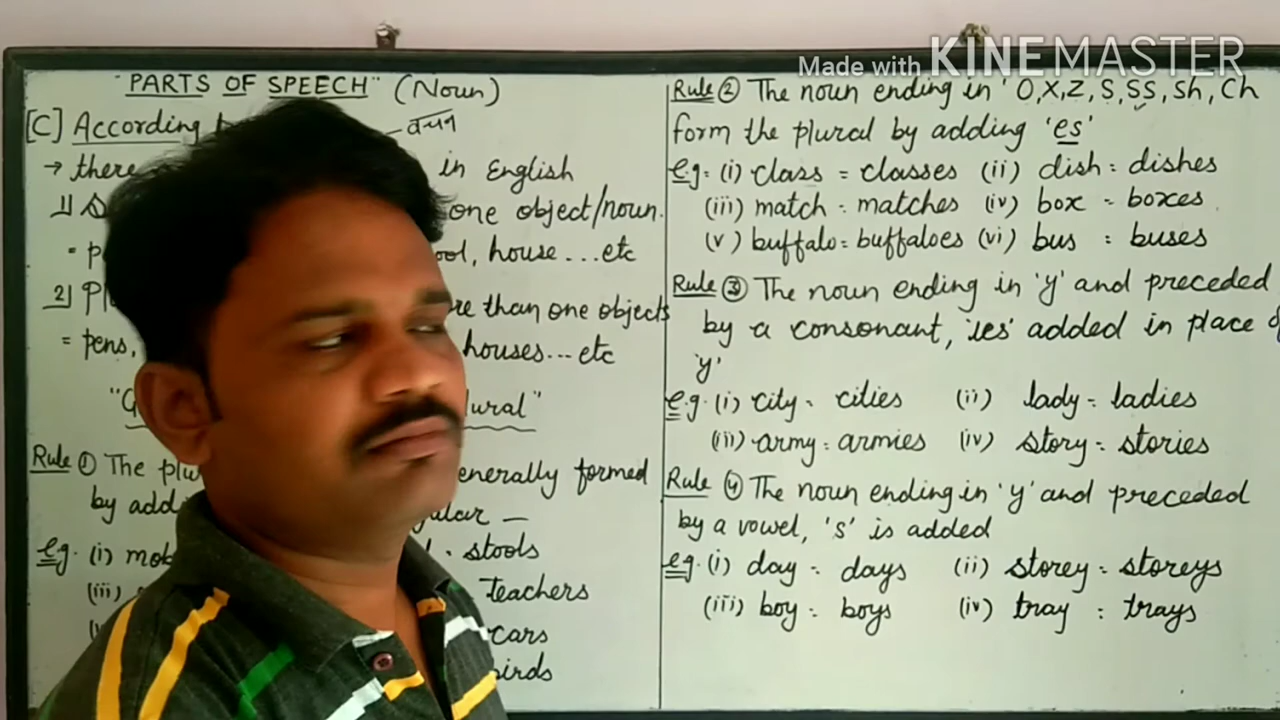 Made with KINEMASTER
"PARTS OF SPEECH" (Noun)
[C] According
वचन
→ there in English
1] S one object/noun.
= p ool, house...etc
2] Pl re than one objects
= pens, houses...etc
"G lural"
Rule ① The plu enerally formed
by addi gular —
eg. (i) mob . stools
(iii) teachers
cars
birds
Rule ② The noun ending in 'O, X, Z, S, SS, Sh, Ch
form the plural by adding 'es'
e.g: (i) class = classes (ii) dish = dishes
(iii) match = matches (iv) box = boxes
(v) buffalo = buffaloes (vi) bus = buses
Rule ③ The noun ending in 'y' and preceded
by a consonant, 'ies' added in place
'y'
e.g. (i) city = cities (ii) lady = ladies
(iii) army = armies (iv) story = stories
Rule ④ The noun ending in 'y' and preceded
by a vowel, 's' is added
eg. (i) day = days (ii) storey = storeys
(iii) boy = boys (iv) tray = trays